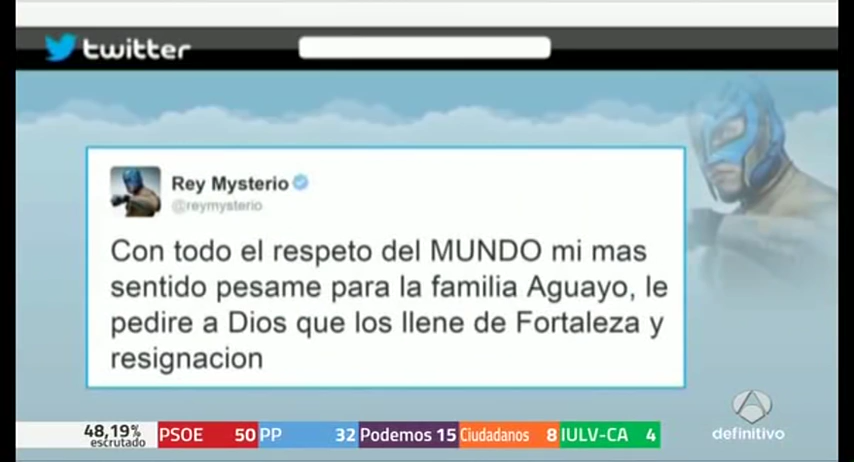 twitter
Rey Mysterio
@reymysterio
Con todo el respeto del MUNDO mi mas
sentido pesame para la familia Aguayo, le
pedire a Dios que los llene de Fortaleza y
resignacion
48,19% escrutado PSOE 50 PP 32 Podemos 15 Ciudadanos 8 IULV-CA 4
definitivo